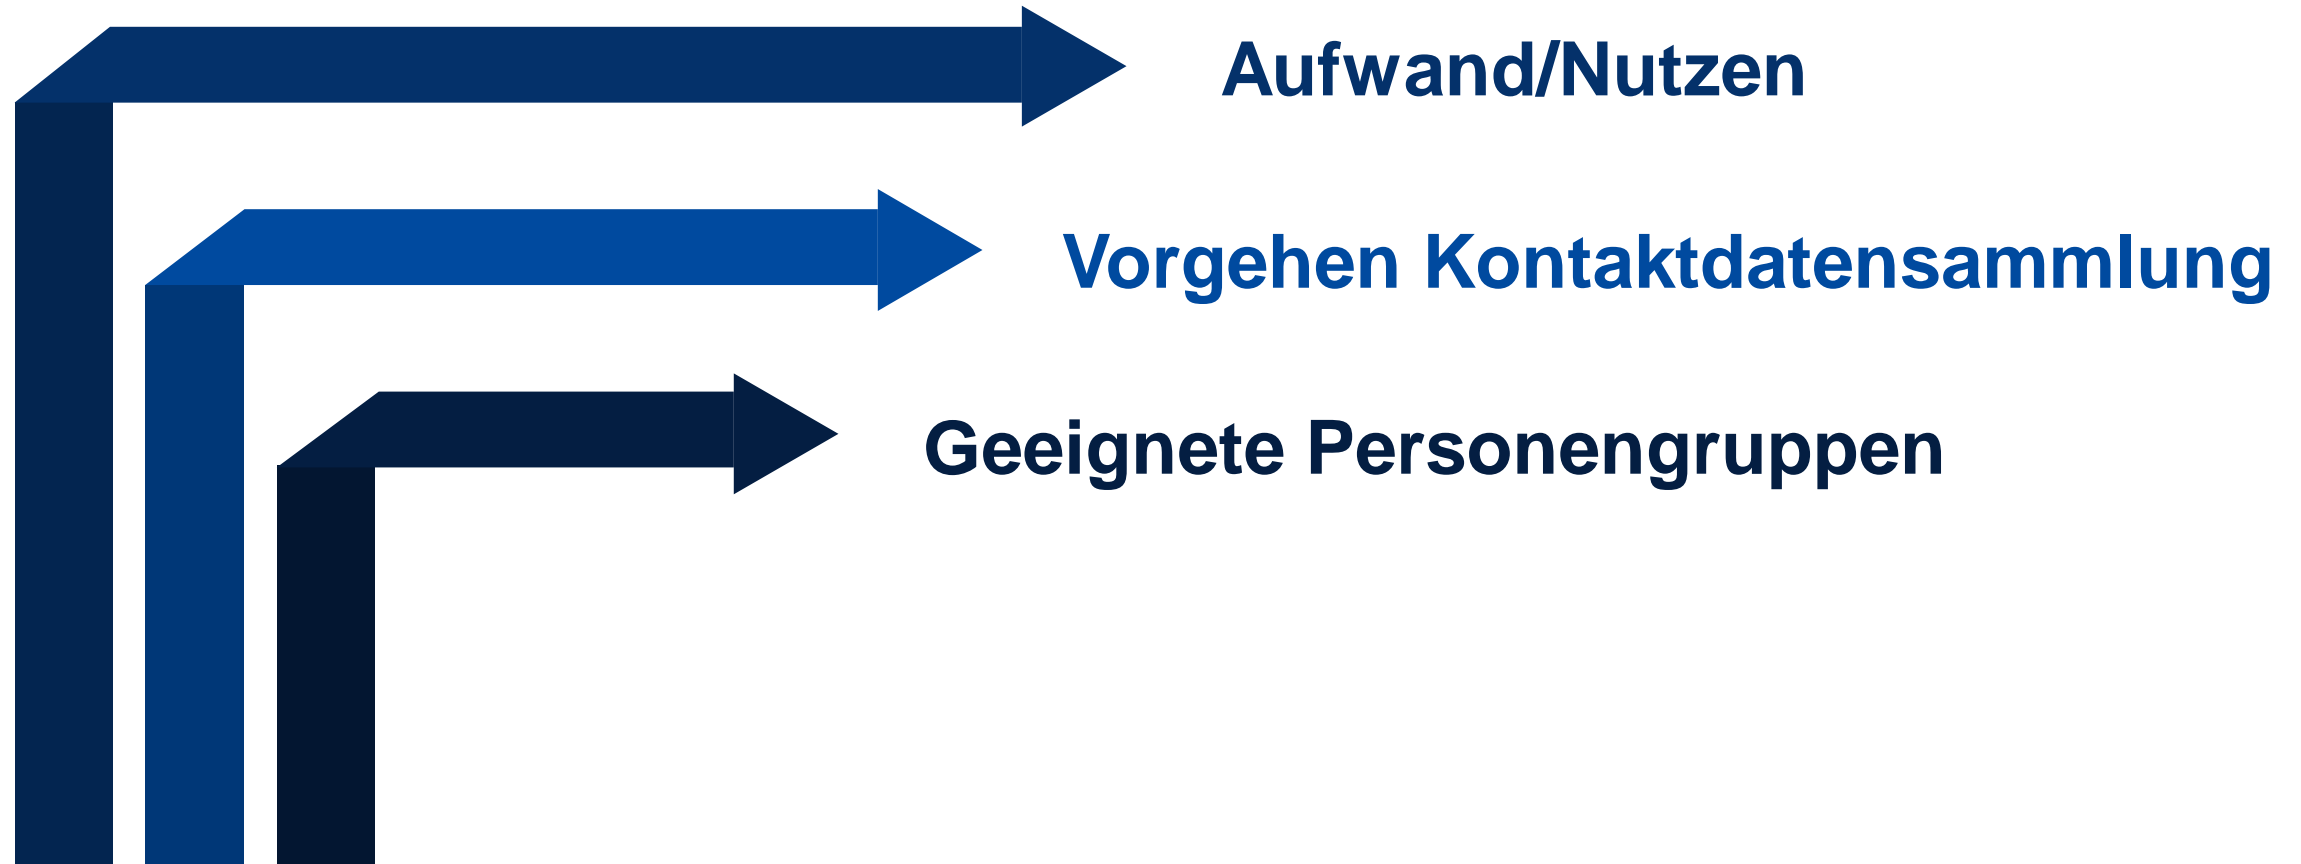 Aufwand/Nutzen
Vorgehen Kontaktdatensammlung
Geeignete Personengruppen